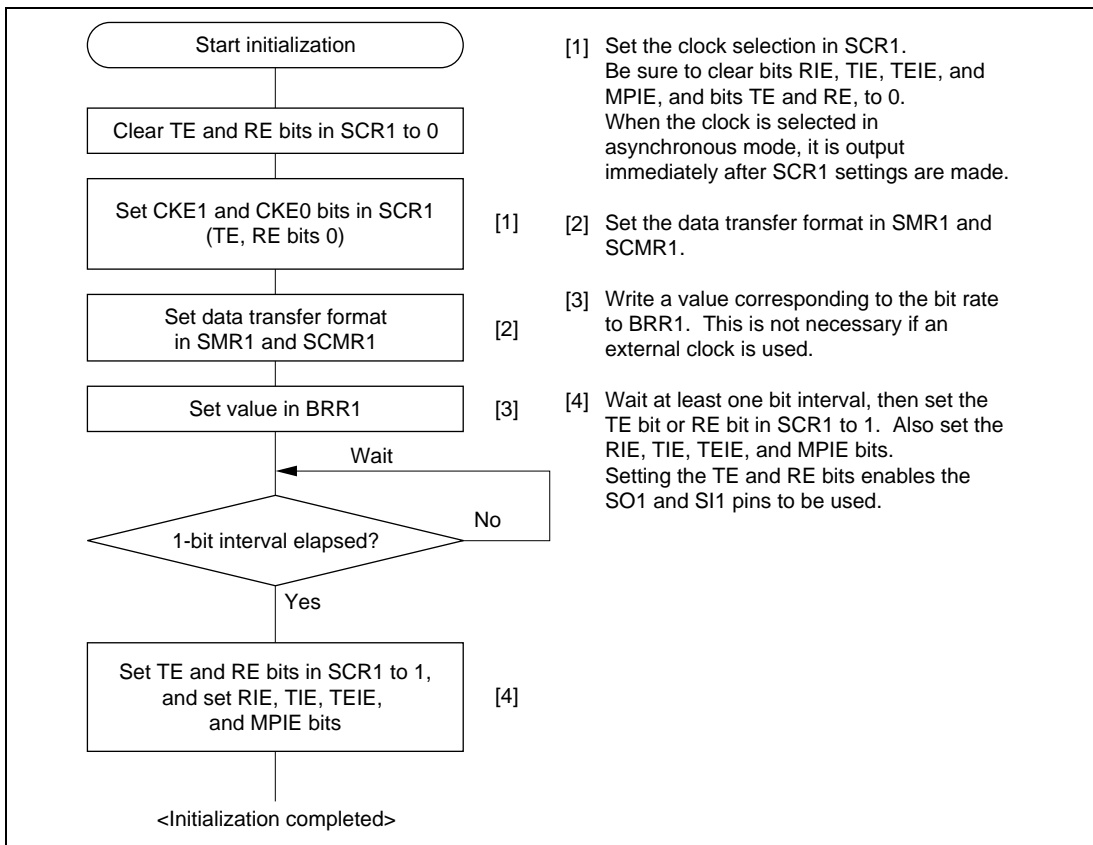 Start initialization
Clear TE and RE bits in SCR1 to 0
Set CKE1 and CKE0 bits in SCR1
(TE, RE bits 0)
[1]
Set data transfer format
in SMR1 and SCMR1
[2]
Set value in BRR1
[3]
Wait
No
1-bit interval elapsed?
Yes
Set TE and RE bits in SCR1 to 1,
and set RIE, TIE, TEIE,
and MPIE bits
[4]
<Initialization completed>
[1] Set the clock selection in SCR1.
Be sure to clear bits RIE, TIE, TEIE, and
MPIE, and bits TE and RE, to 0.
When the clock is selected in
asynchronous mode, it is output
immediately after SCR1 settings are made.
[2] Set the data transfer format in SMR1 and
SCMR1.
[3] Write a value corresponding to the bit rate
to BRR1. This is not necessary if an
external clock is used.
[4] Wait at least one bit interval, then set the
TE bit or RE bit in SCR1 to 1. Also set the
RIE, TIE, TEIE, and MPIE bits.
Setting the TE and RE bits enables the
SO1 and SI1 pins to be used.